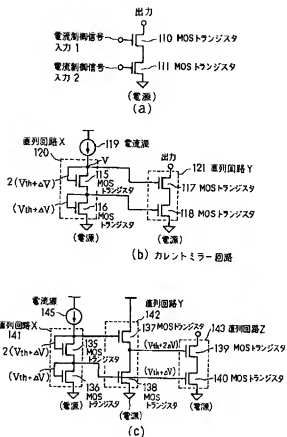 出力
電流制御信号
入力 1
110 MOSトランジスタ
電流制御信号
入力 2
111 MOSトランジスタ
(電源)
(a)
119 電流源
直列回路X
120
V
出力
121 直列回路Y
2(Vth+ΔV)
115
MOS
トランジスタ
117 MOSトランジスタ
(Vth+ΔV)
116
MOS
トランジスタ
118 MOSトランジスタ
(電源)
(電源)
(b) カレントミラー回路
電流源
145
直列回路Y
142
直列回路X
141
137 MOSトランジスタ
143 直列回路Z
2(Vth+ΔV)
135
MOS
トランジスタ
(Vth+2ΔV)
139
MOSトランジスタ
(Vth+ΔV)
(Vth+ΔV)
140 MOSトランジスタ
136
MOS
トランジスタ
138
MOSトランジスタ
(電源)
(電源)
(電源)
(c)